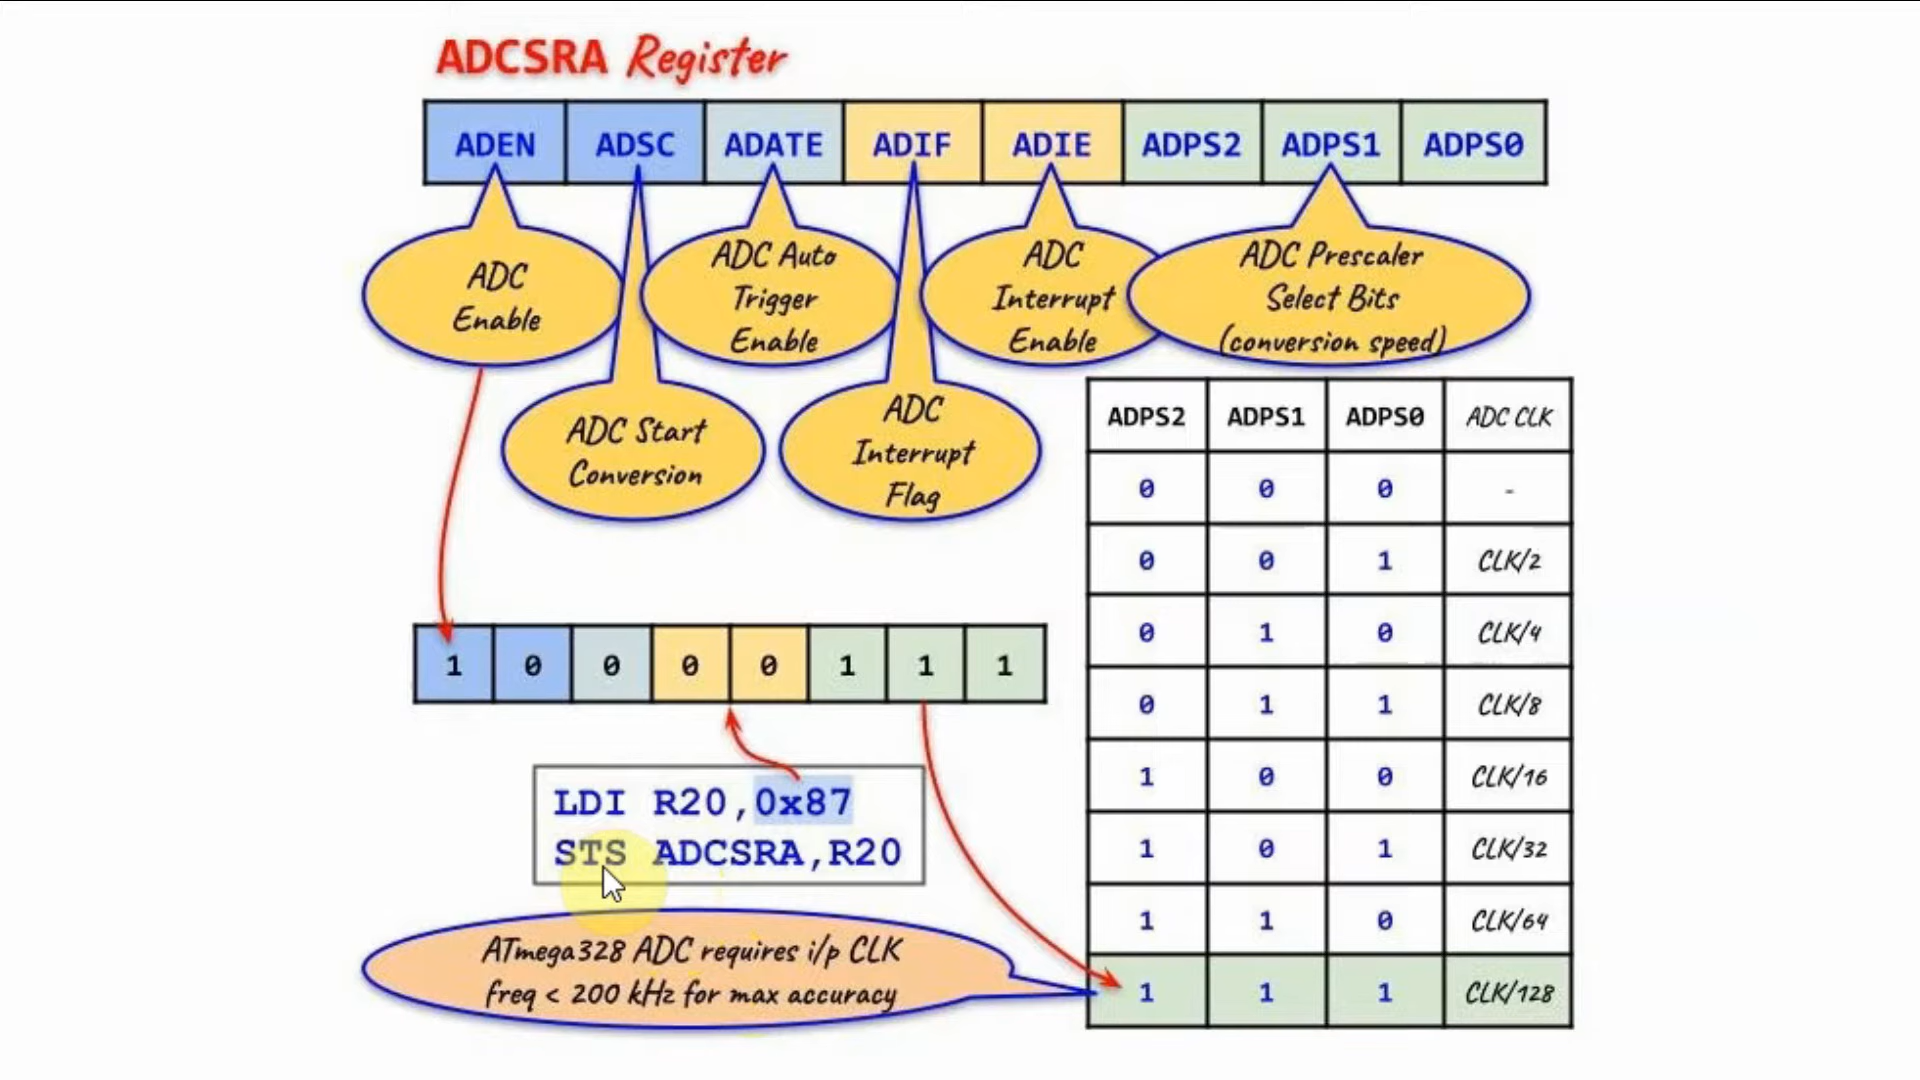 ADCSRA Register
ADEN ADSC ADATE ADIF ADIE ADPS2 ADPS1 ADPS0
ADC
Enable
ADC Start
Conversion
ADC Auto
Trigger
Enable
ADC
Interrupt
Flag
ADC
Interrupt
Enable
ADC Prescaler
Select Bits
(conversion speed)
1 0 0 0 0 1 1 1
LDI R20,0x87
STS ADCSRA,R20
ATmega328 ADC requires i/p CLK
freq < 200 kHz for max accuracy
ADPS2 ADPS1 ADPS0 ADC CLK
0 0 0 -
0 0 1 CLK/2
0 1 0 CLK/4
0 1 1 CLK/8
1 0 0 CLK/16
1 0 1 CLK/32
1 1 0 CLK/64
1 1 1 CLK/128